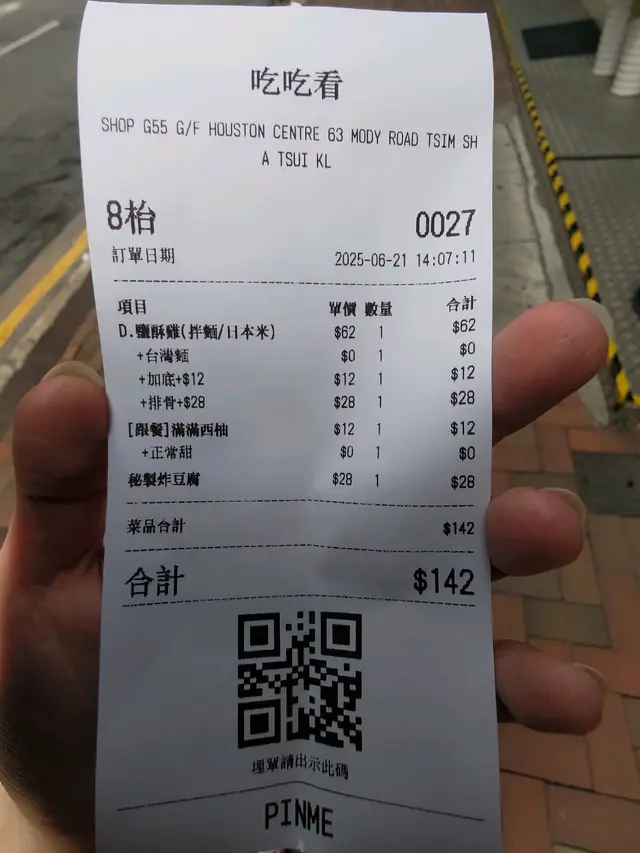 吃吃看
SHOP G55 G/F HOUSTON CENTRE 63 MODY ROAD TSIM SH
A TSUI KL
8枱 0027
訂單日期 2025-06-21 14:07:11
項目 單價 數量 合計
D.鹽酥雞(拌麵/日本米) $62 1 $62
+台灣麵 $0 1 $0
+加底+$12 $12 1 $12
+排骨+$28 $28 1 $28
[跟餐]滿滿西柚 $12 1 $12
+正常甜 $0 1 $0
秘製炸豆腐 $28 1 $28
菜品合計 $142
合計 $142
埋單請出示此碼
PINME